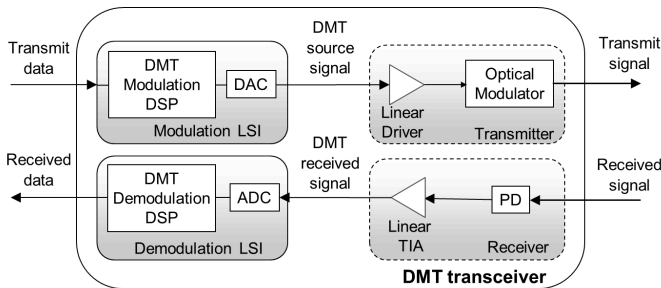 Transmit
data
DMT
Modulation
DSP
DAC
Modulation LSI
DMT
source
signal
Linear
Driver
Optical
Modulator
Transmitter
Transmit
signal
Received
data
DMT
Demodulation
DSP
ADC
Demodulation LSI
DMT
received
signal
Linear
TIA
PD
Receiver
Received
signal
DMT transceiver